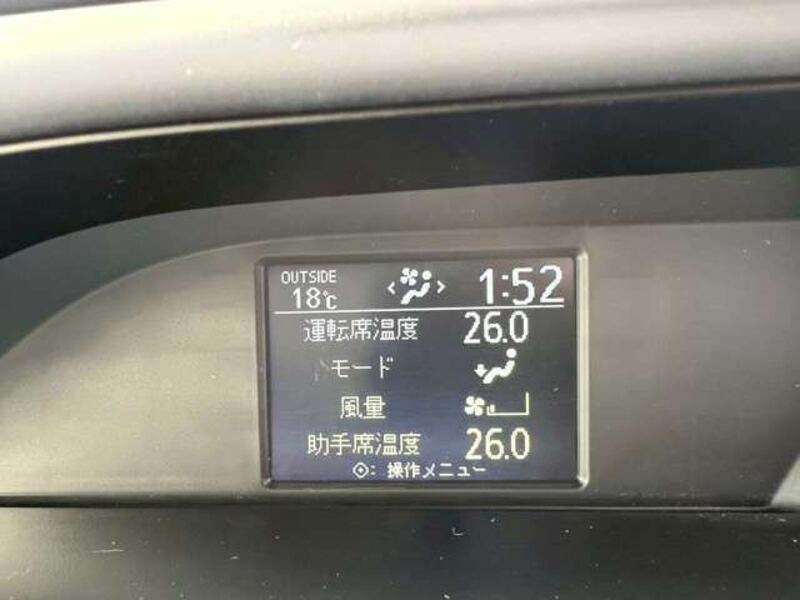 OUTSIDE
18℃ 1:52
運転席温度 26.0
モード
風量
助手席温度 26.0
: 操作メニュー